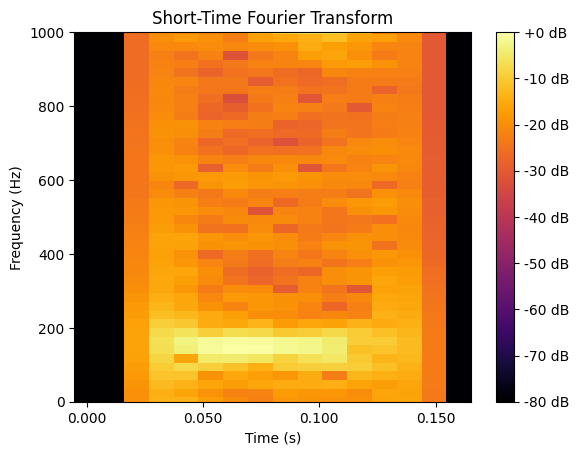 Short-Time Fourier Transform
1000
800
600
400
200
0
Frequency (Hz)
0.000
0.050
0.100
0.150
Time (s)
+0 dB
-10 dB
-20 dB
-30 dB
-40 dB
-50 dB
-60 dB
-70 dB
-80 dB